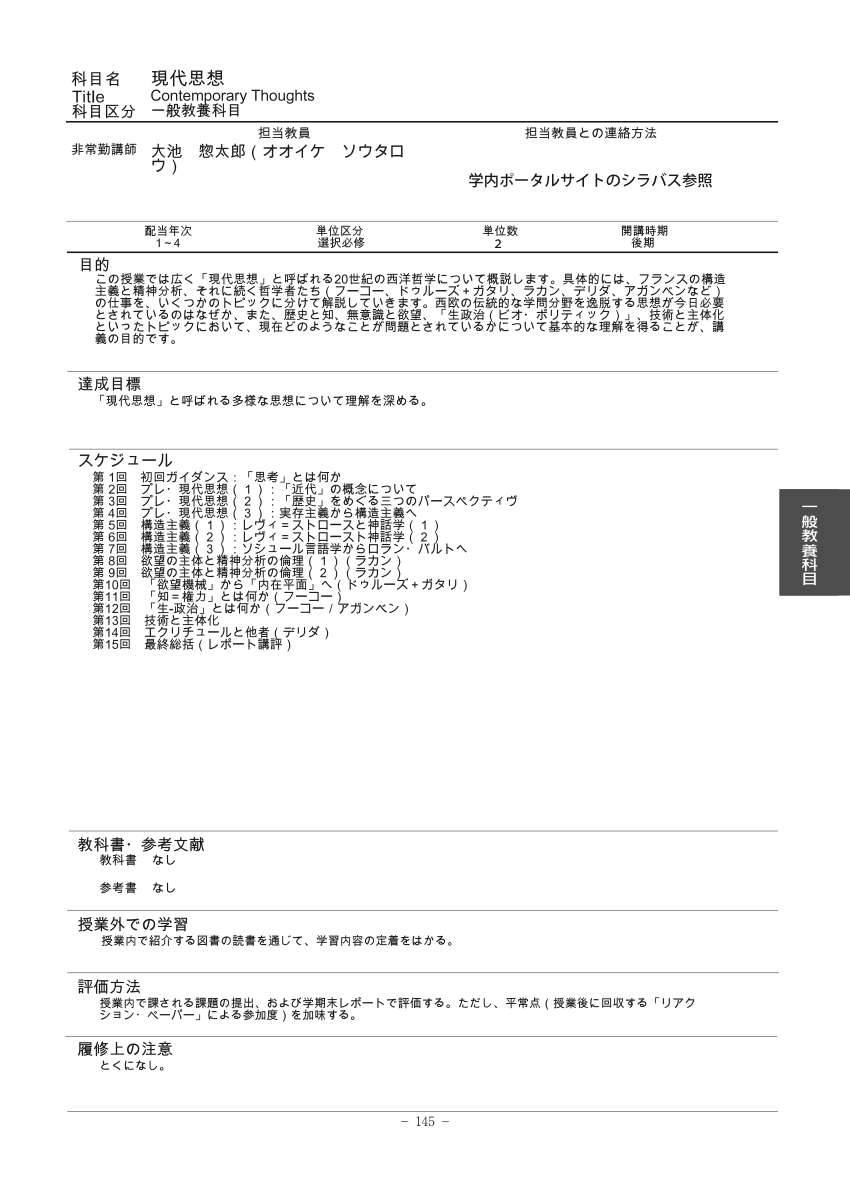 科目名 現代思想
Title Contemporary Thoughts
科目区分 一般教養科目
担当教員 担当教員との連絡方法
非常勤講師 大池 惣太郎(オオイケ ソウタロ
ウ)
学内ポータルサイトのシラバス参照
配当年次 単位区分 単位数 開講時期
1~4 選択必修 2 後期
目的
この授業では広く「現代思想」と呼ばれる20世紀の西洋哲学について概説します。具体的には、フランスの構造
主義と精神分析、それに続く哲学者たち(フーコー、ドゥルーズ+ガタリ、ラカン、デリダ、アガンベンなど)
の仕事を、いくつかのトピックに分けて解説していきます。西欧の伝統的な学問分野を逸脱する思想が今日必要
とされているのはなぜか、また、歴史と知、無意識と欲望、「生政治(ビオ・ポリティック)」、技術と主体化
といったトピックにおいて、現在どのようなことが問題とされているかについて基本的な理解を得ることが、講
義の目的です。
達成目標
「現代思想」と呼ばれる多様な思想について理解を深める。
スケジュール
第 1回 初回ガイダンス:「思考」とは何か
第 2回 プレ・現代思想(1):「近代」の概念について
第 3回 プレ・現代思想(2):「歴史」をめぐる三つのパースペクティヴ
第 4回 プレ・現代思想(3):実存主義から構造主義へ
第 5回 構造主義(1):レヴィ=ストロースと神話学(1)
第 6回 構造主義(2):レヴィ=ストロースト神話学(2)
第 7回 構造主義(3):ソシュール言語学からロラン・バルトへ
第 8回 欲望の主体と精神分析の倫理(1)(ラカン)
第 9回 欲望の主体と精神分析の倫理(2)(ラカン)
第10回 「欲望機械」から「内在平面」へ(ドゥルーズ+ガタリ)
第11回 「知=権力」とは何か(フーコー)
第12回 「生-政治」とは何か(フーコー/アガンベン)
第13回 技術と主体化
第14回 エクリチュールと他者(デリダ)
第15回 最終総括(レポート講評)
一般教養科目
教科書・参考文献
教科書 なし
参考書 なし
授業外での学習
授業内で紹介する図書の読書を通じて、学習内容の定着をはかる。
評価方法
授業内で課される課題の提出、および学期末レポートで評価する。ただし、平常点(授業後に回収する「リアク
ション・ペーパー」による参加度)を加味する。
履修上の注意
とくになし。
- 145 -